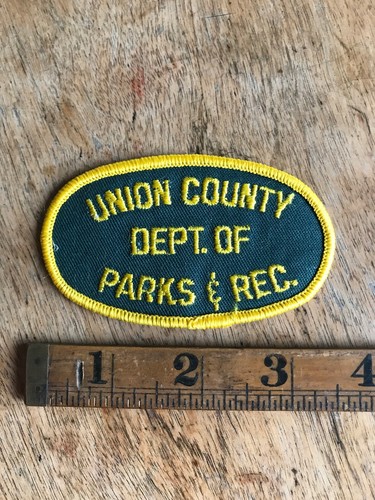 UNION COUNTY
DEPT. OF
PARKS & REC.
1 2 3 4